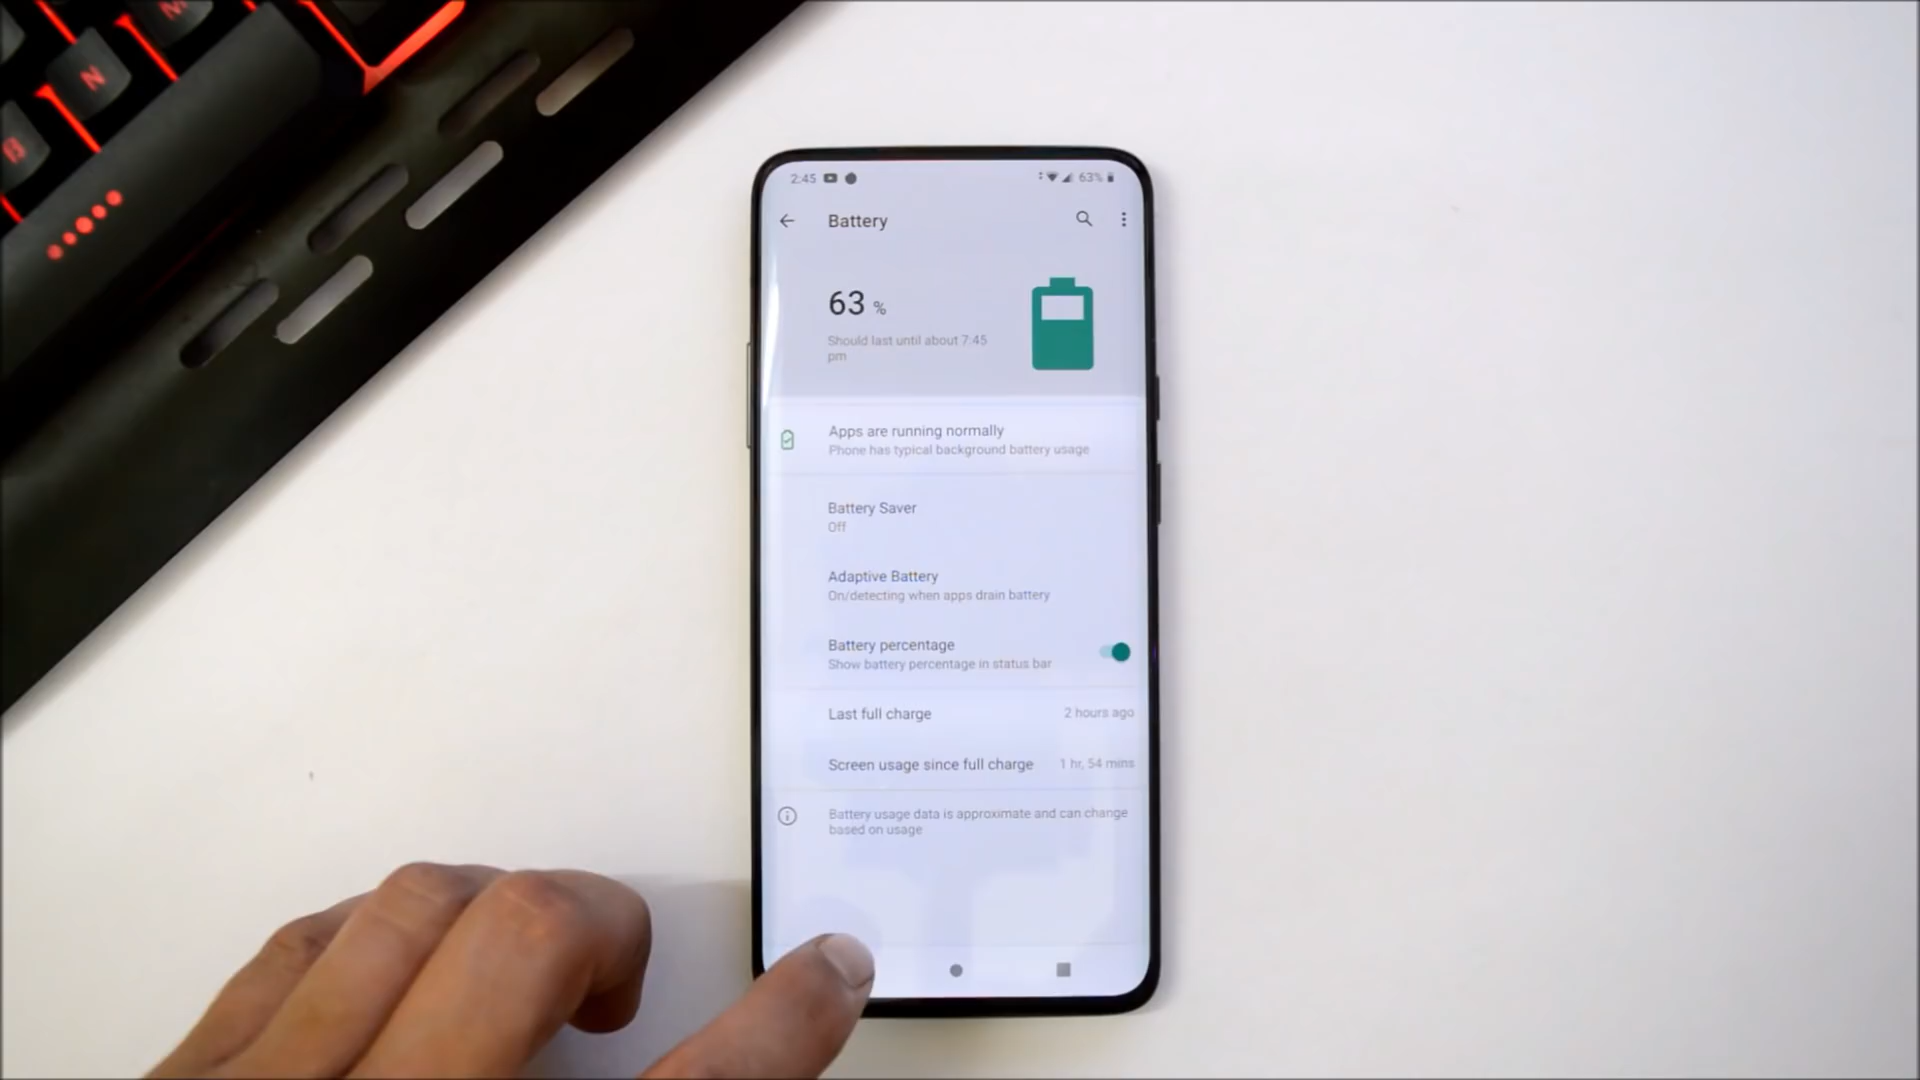 N
B
2:45
63%
Battery
63 %
Should last until about 7:45
pm
Apps are running normally
Phone has typical background battery usage
Battery Saver
Off
Adaptive Battery
On/detecting when apps drain battery
Battery percentage
Show battery percentage in status bar
Last full charge
2 hours ago
Screen usage since full charge
1 hr, 54 mins
Battery usage data is approximate and can change
based on usage